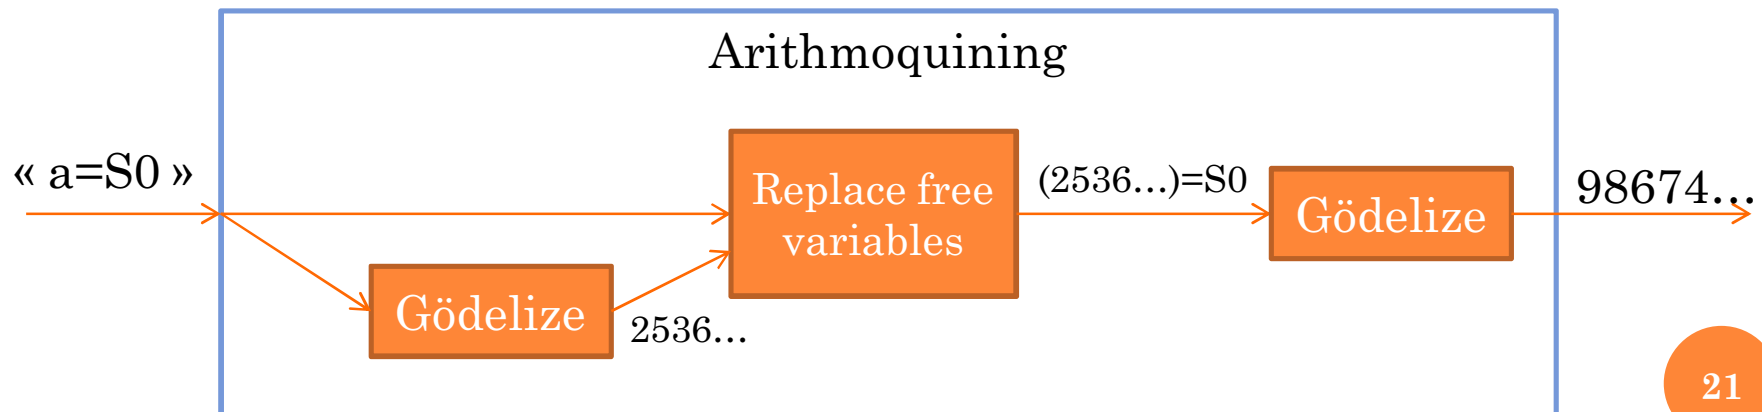 Arithmoquining
« a=S0 »
Replace free
variables
(2536…)=S0
Gödelize
98674…
Gödelize
2536…
21